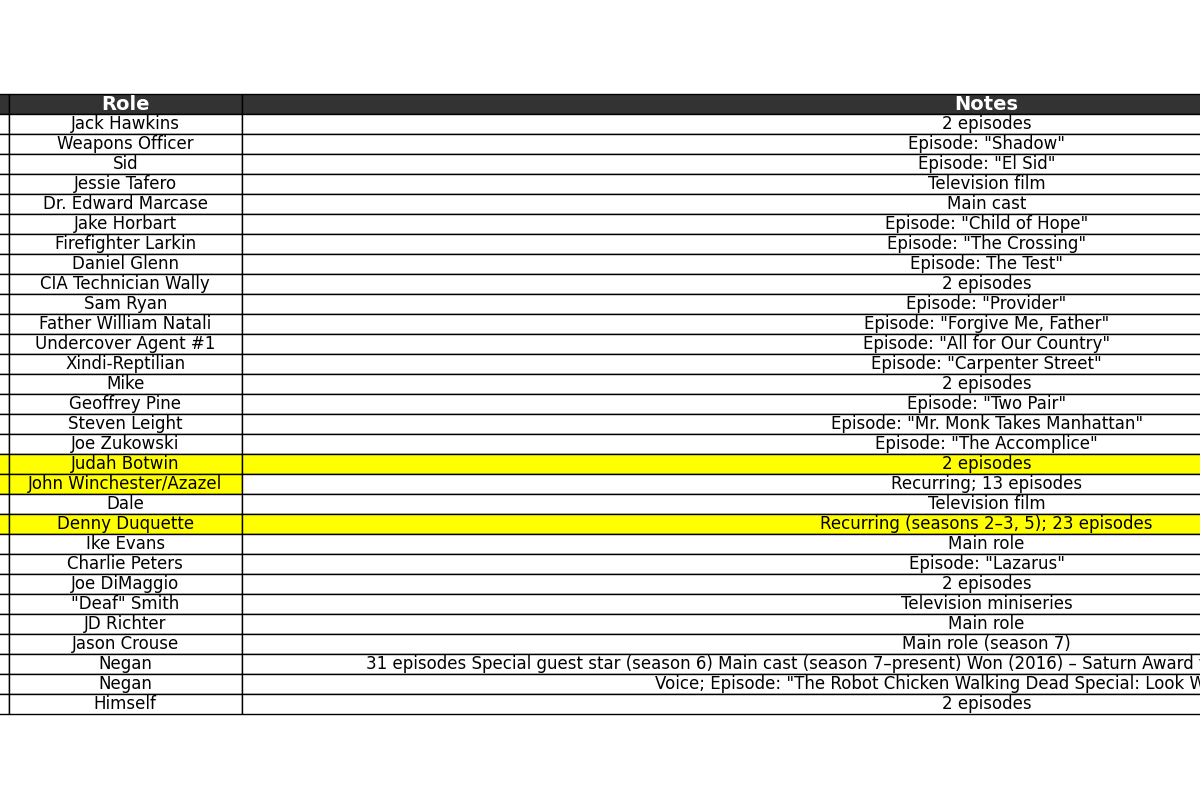 Role Notes
Jack Hawkins 2 episodes
Weapons Officer Episode: "Shadow"
Sid Episode: "El Sid"
Jessie Tafero Television film
Dr. Edward Marcase Main cast
Jake Horbart Episode: "Child of Hope"
Firefighter Larkin Episode: "The Crossing"
Daniel Glenn Episode: The Test"
CIA Technician Wally 2 episodes
Sam Ryan Episode: "Provider"
Father William Natali Episode: "Forgive Me, Father"
Undercover Agent #1 Episode: "All for Our Country"
Xindi-Reptilian Episode: "Carpenter Street"
Mike 2 episodes
Geoffrey Pine Episode: "Two Pair"
Steven Leight Episode: "Mr. Monk Takes Manhattan"
Joe Zukowski Episode: "The Accomplice"
Judah Botwin 2 episodes
John Winchester/Azazel Recurring; 13 episodes
Dale Television film
Denny Duquette Recurring (seasons 2–3, 5); 23 episodes
Ike Evans Main role
Charlie Peters Episode: "Lazarus"
Joe DiMaggio 2 episodes
"Deaf" Smith Television miniseries
JD Richter Main role
Jason Crouse Main role (season 7)
Negan 31 episodes Special guest star (season 6) Main cast (season 7–present) Won (2016) – Saturn Award
Negan Voice; Episode: "The Robot Chicken Walking Dead Special: Look
Himself 2 episodes